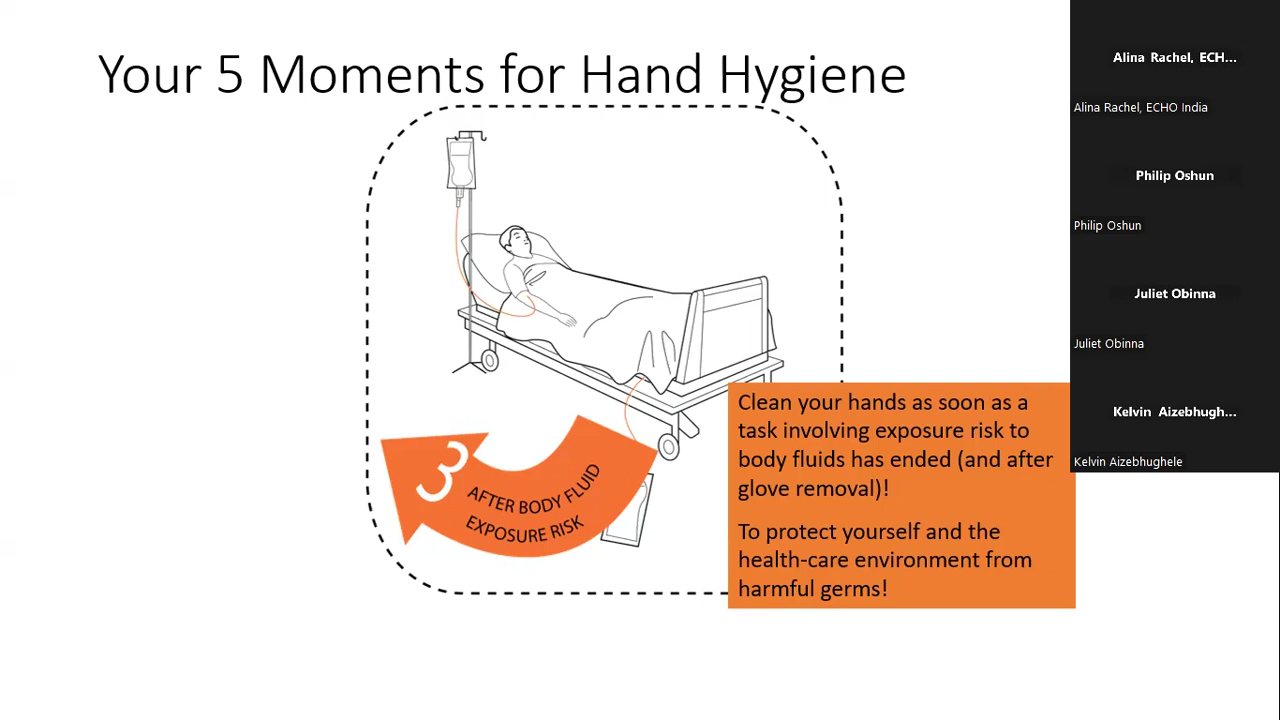 Your 5 Moments for Hand Hygiene
3
AFTER BODY FLUID
EXPOSURE RISK
Clean your hands as soon as a
task involving exposure risk to
body fluids has ended (and after
glove removal)!
To protect yourself and the
health-care environment from
harmful germs!
Alina Rachel, ECH...
Alina Rachel, ECHO India
Philip Oshun
Philip Oshun
Juliet Obinna
Juliet Obinna
Kelvin Aizebhugh...
Kelvin Aizebhughele